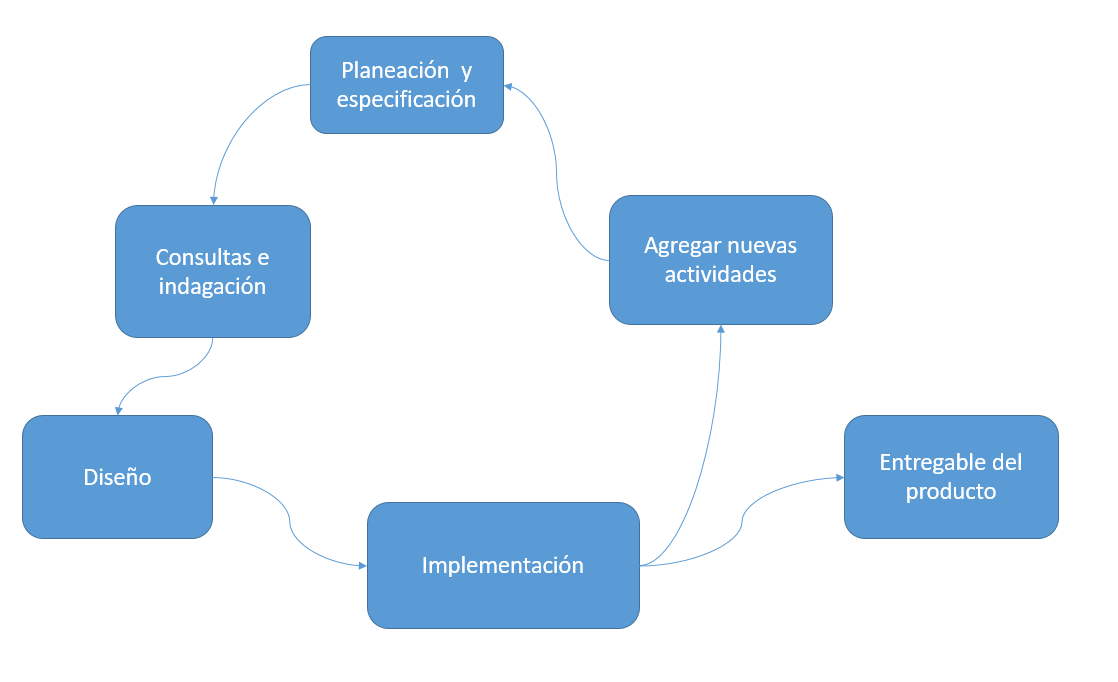 Planeación y
especificación
Consultas e
indagación
Agregar nuevas
actividades
Diseño
Implementación
Entregable del
producto